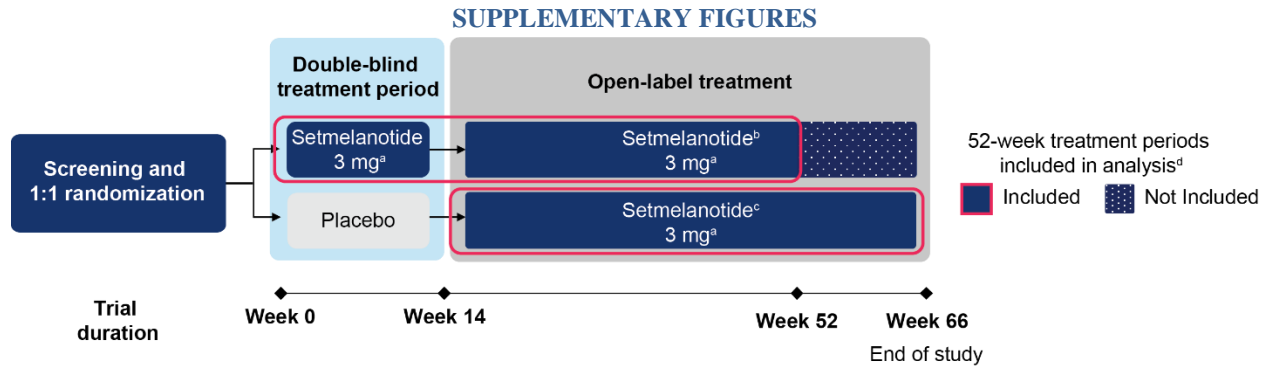 SUPPLEMENTARY FIGURES
Double-blind
treatment period
Open-label treatment
Screening and
1:1 randomization
Setmelanotide
3 mgᵃ
Setmelanotideᵇ
3 mgᵃ
Placebo
Setmelanotideᶜ
3 mgᵃ
52-week treatment periods
included in analysisᵈ
Included
Not Included
Trial
duration
Week 0
Week 14
Week 52
Week 66
End of study